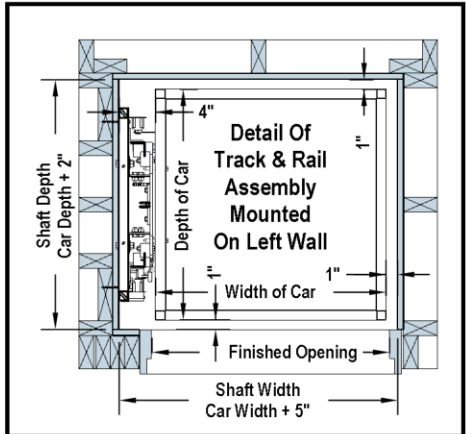 4"
Detail Of
Track & Rail
Assembly
Mounted
On Left Wall
1"
Shaft Depth
Car Depth + 2"
Depth of Car
1"
1"
Width of Car
Finished Opening
Shaft Width
Car Width + 5"